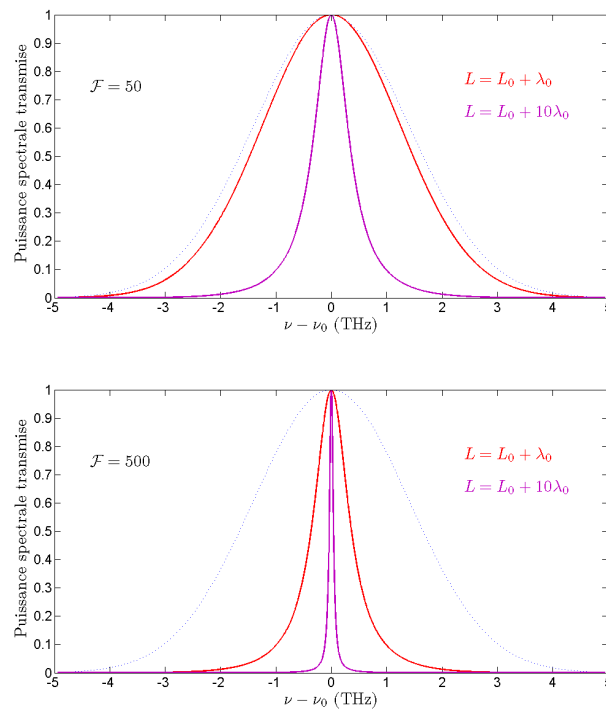 1
0.9
0.8
0.7
0.6
0.5
0.4
0.3
0.2
0.1
0
Puissance spectrale transmise
ℱ = 50
L = L₀ + λ₀
L = L₀ + 10λ₀
-5 -4 -3 -2 -1 0 1 2 3 4 5
ν − ν₀ (THz)
1
0.9
0.8
0.7
0.6
0.5
0.4
0.3
0.2
0.1
0
Puissance spectrale transmise
ℱ = 500
L = L₀ + λ₀
L = L₀ + 10λ₀
-5 -4 -3 -2 -1 0 1 2 3 4 5
ν − ν₀ (THz)